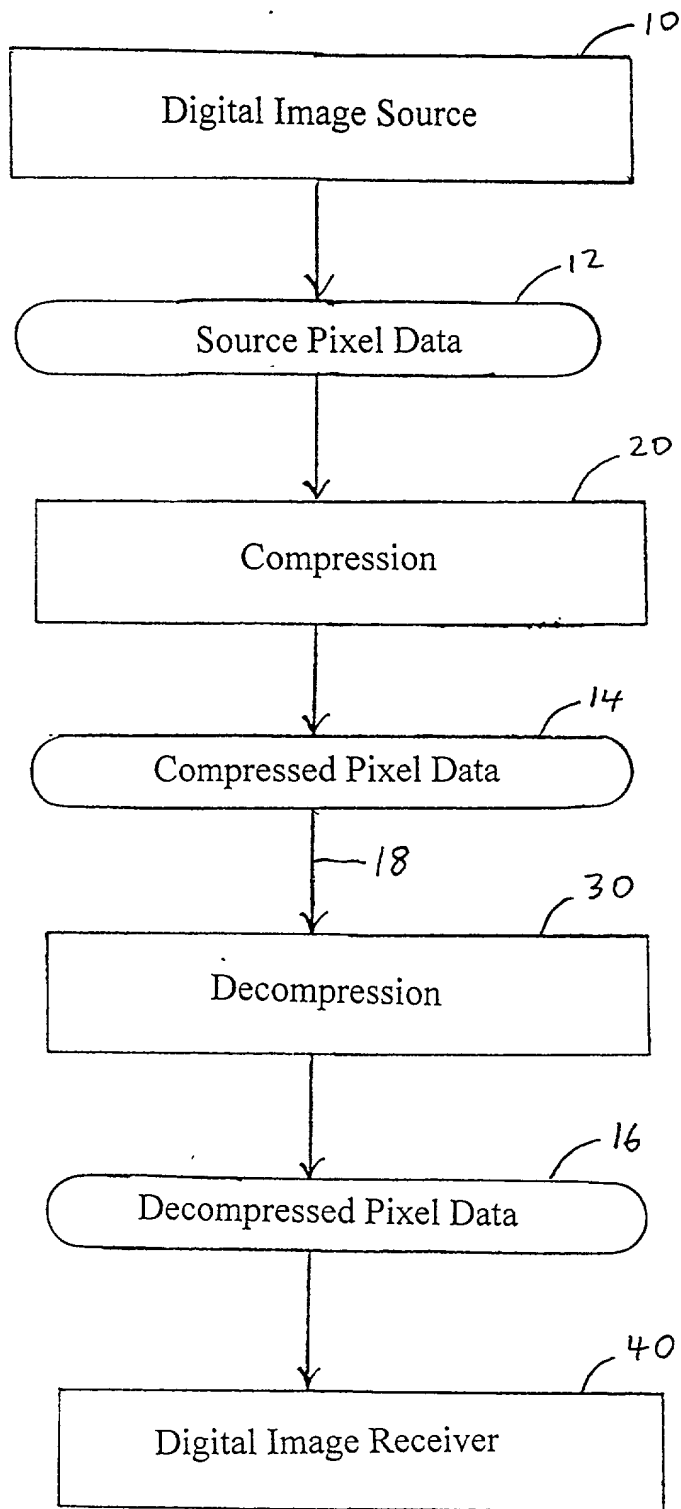 10
Digital Image Source
12
Source Pixel Data
20
Compression
14
Compressed Pixel Data
18
30
Decompression
16
Decompressed Pixel Data
40
Digital Image Receiver